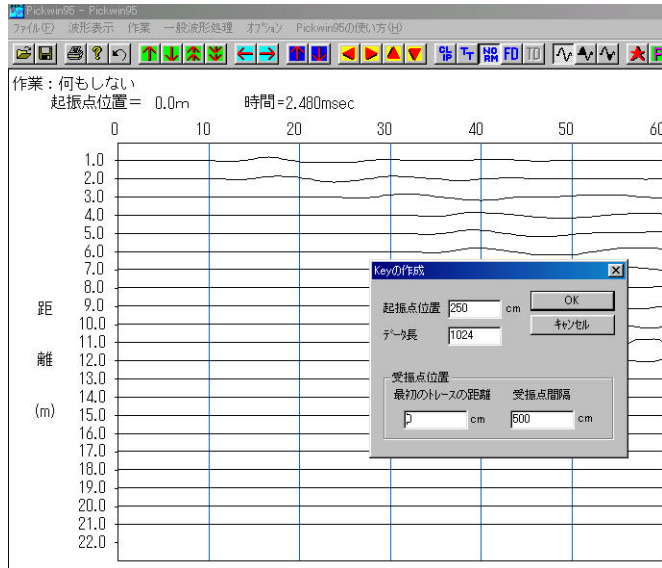 Pickwin95 - Pickwin95
ファイル(F) 波形表示 作業 一般波形処理 オプション Pickwin95の使い方(H)
CLIP TT NORM FD TD
作業：何もしない
起振点位置＝ 0.0m 時間=2.480msec
0 10 20 30 40 50 60
1.0
2.0
3.0
4.0
5.0
6.0
7.0
8.0
9.0
10.0
11.0
12.0
13.0
14.0
15.0
16.0
17.0
18.0
19.0
20.0
21.0
22.0
距
離
(m)
Keyの作成
起振点位置 250 cm OK
データ長 1024 キャンセル
受振点位置
最初のトレースの距離 受振点間隔
0 cm 500 cm